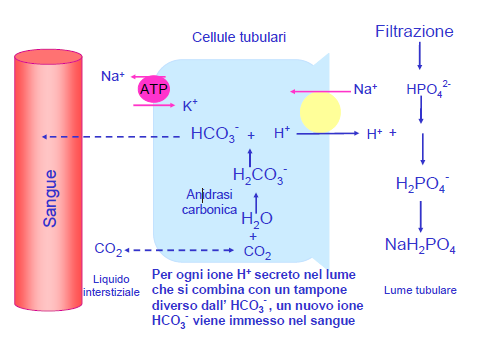 Filtrazione
Cellule tubulari
Na⁺
ATP
K⁺
Na⁺
HPO₄²⁻
HCO₃⁻ + H⁺
H⁺ +
H₂CO₃⁻
Anidrasi
carbonica
H₂O
+
CO₂
H₂PO₄⁻
NaH₂PO₄
Sangue
CO₂
Liquido
interstiziale
Per ogni ione H⁺ secreto nel lume
che si combina con un tampone
diverso dall' HCO₃⁻, un nuovo ione
HCO₃⁻ viene immesso nel sangue
Lume tubulare